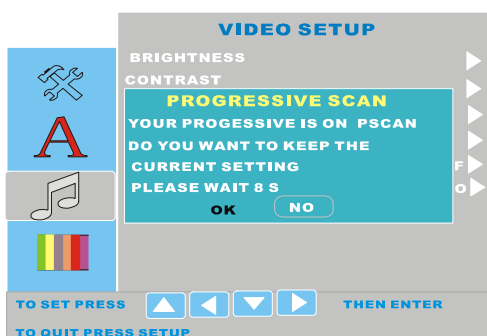 VIDEO SETUP
BRIGHTNESS
CONTRAST
PROGRESSIVE SCAN
YOUR PROGESSIVE IS ON PSCAN
DO YOU WANT TO KEEP THE
CURRENT SETTING
F
PLEASE WAIT 8 S
O
OK NO
A
TO SET PRESS THEN ENTER
TO QUIT PRESS SETUP